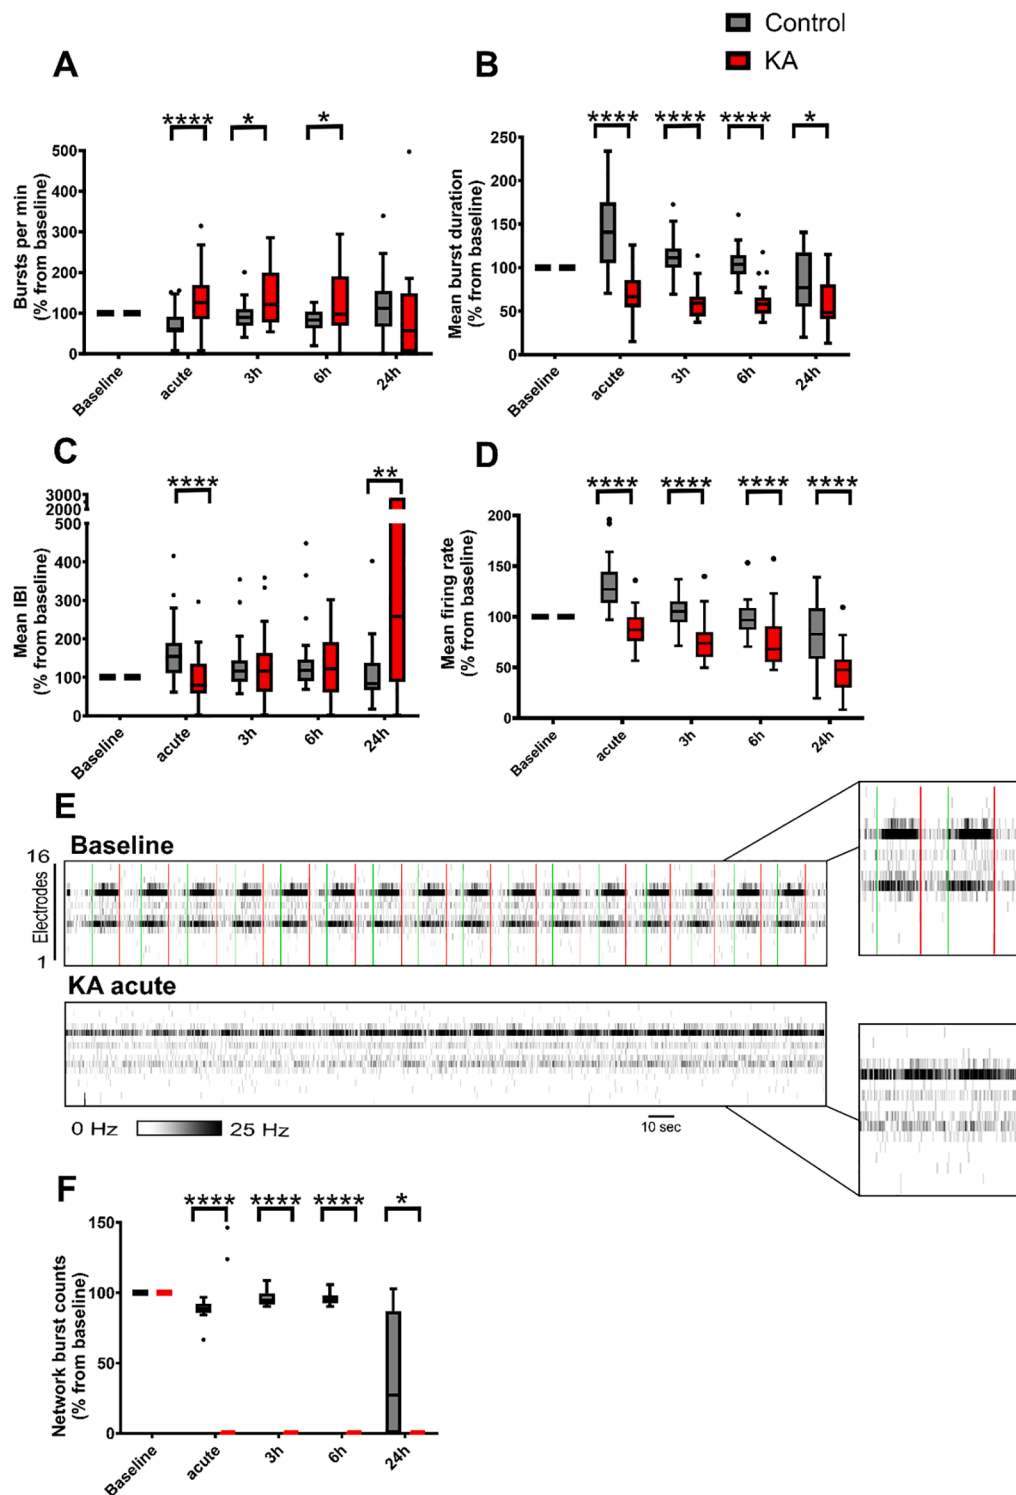 Control
KA
A
B
**** * *
**** **** **** *
Bursts per min
(% from baseline)
500
400
300
200
100
0
Baseline acute 3h 6h 24h
Mean burst duration
(% from baseline)
250
200
150
100
50
0
Baseline acute 3h 6h 24h
C
D
**** **
**** **** **** ****
Mean IBI
(% from baseline)
3000
2000
500
400
300
200
100
0
Baseline acute 3h 6h 24h
Mean firing rate
(% from baseline)
200
150
100
50
0
Baseline acute 3h 6h 24h
E
Baseline
16
Electrodes
1
KA acute
0 Hz 25 Hz
10 sec
F
**** **** **** *
Network burst counts
(% from baseline)
150
100
50
0
Baseline acute 3h 6h 24h